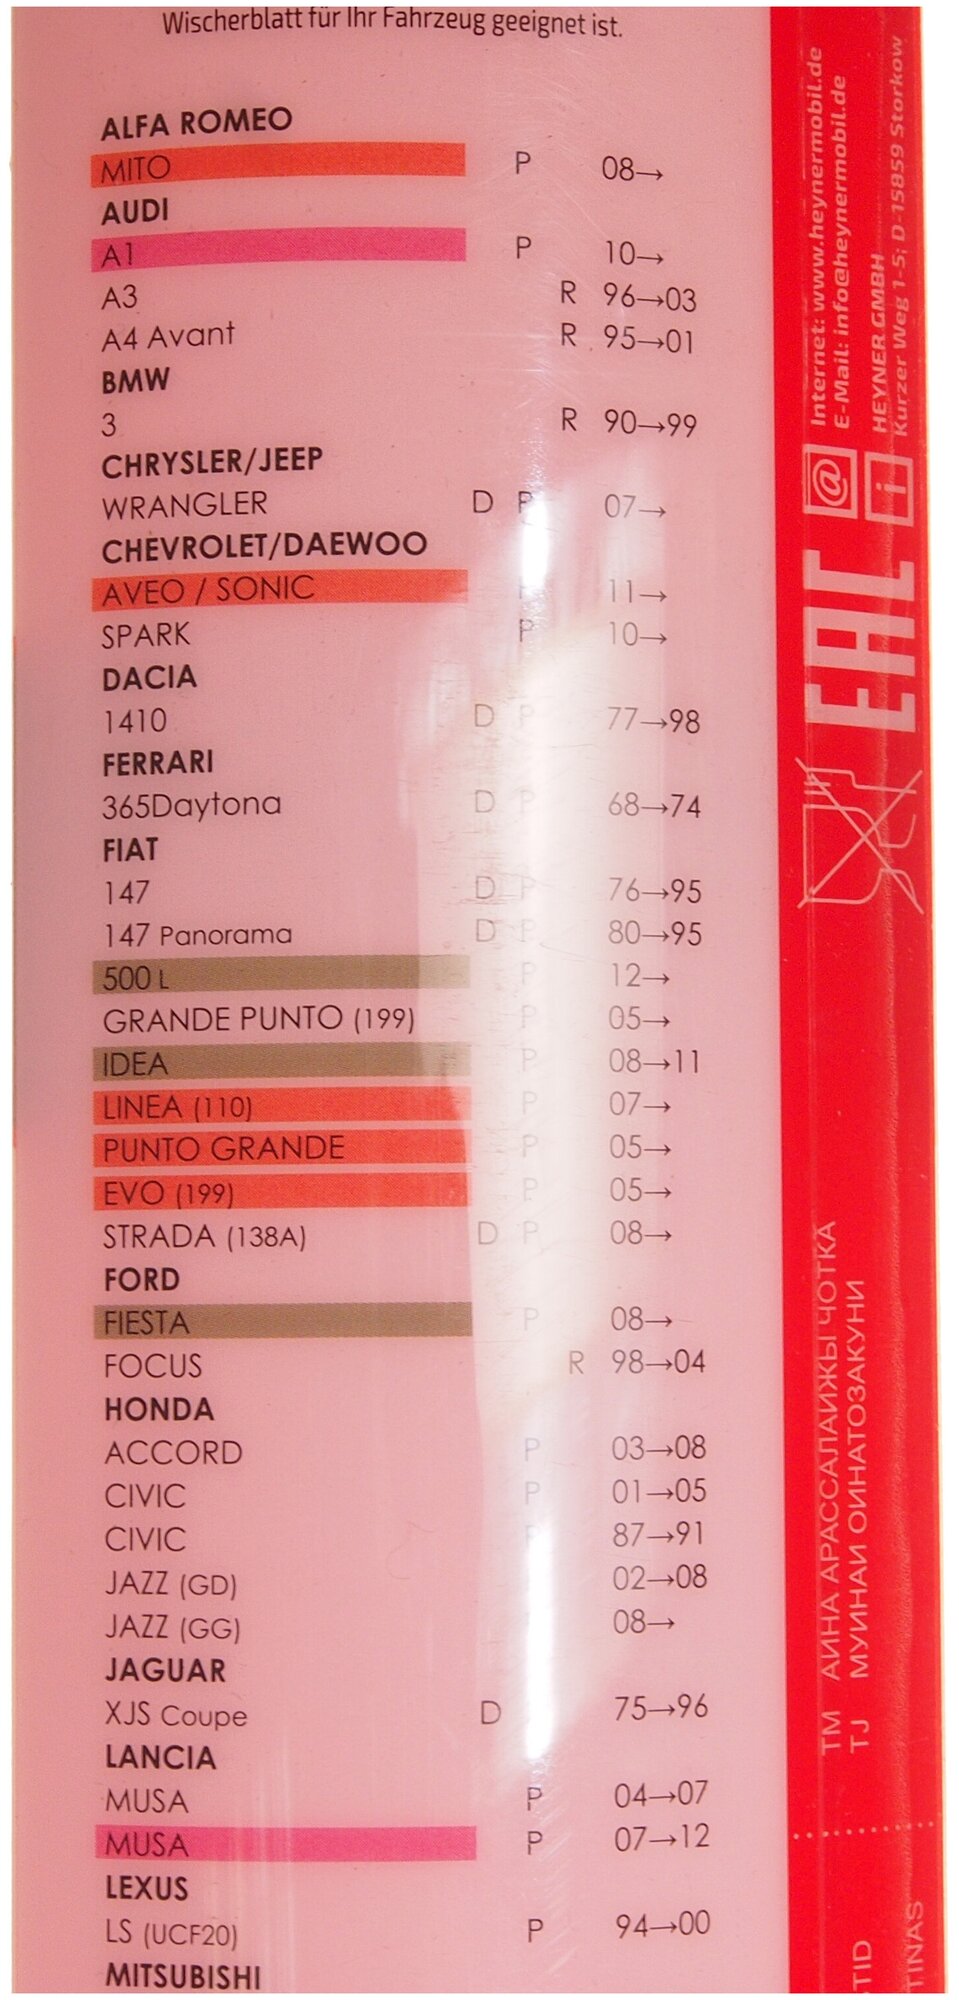 Wischerblatt für Ihr Fahrzeug geeignet ist.
ALFA ROMEO
MITO P 08→
AUDI
A1 P 10→
A3 R 96→03
A4 Avant R 95→01
BMW
3 R 90→99
CHRYSLER/JEEP
WRANGLER D P 07→
CHEVROLET/DAEWOO
AVEO / SONIC 11→
SPARK P 10→
DACIA
1410 D P 77→98
FERRARI
365Daytona D P 68→74
FIAT
147 D P 76→95
147 Panorama D P 80→95
500 L P 12→
GRANDE PUNTO (199) P 05→
IDEA P 08→11
LINEA (110) P 07→
PUNTO GRANDE P 05→
EVO (199) P 05→
STRADA (138A) D P 08→
FORD
FIESTA P 08→
FOCUS R 98→04
HONDA
ACCORD P 03→08
CIVIC P 01→05
CIVIC P 87→91
JAZZ (GD) 02→08
JAZZ (GG) 08→
JAGUAR
XJS Coupe D 75→96
LANCIA
MUSA P 04→07
MUSA P 07→12
LEXUS
LS (UCF20) P 94→00
MITSUBISHI
Internet: www.heynermobil.de
E-Mail: info@heynermobil.de
HEYNER GMBH
Kurzer Weg 1-5; D-15859 Storkow
@
i
EAC
TM АИНА АРАССАЛАИЖЫ ЧОТКА
TJ МУИНАИ ОИНАТОЗАКУНИ
TID
TINAS